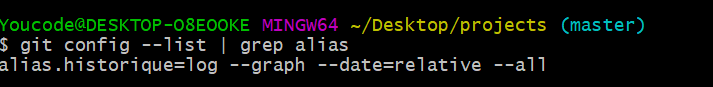 Youcode@DESKTOP-O8EOOKE MINGW64 ~/Desktop/projects (master)
$ git config --list | grep alias
alias.historique=log --graph --date=relative --all